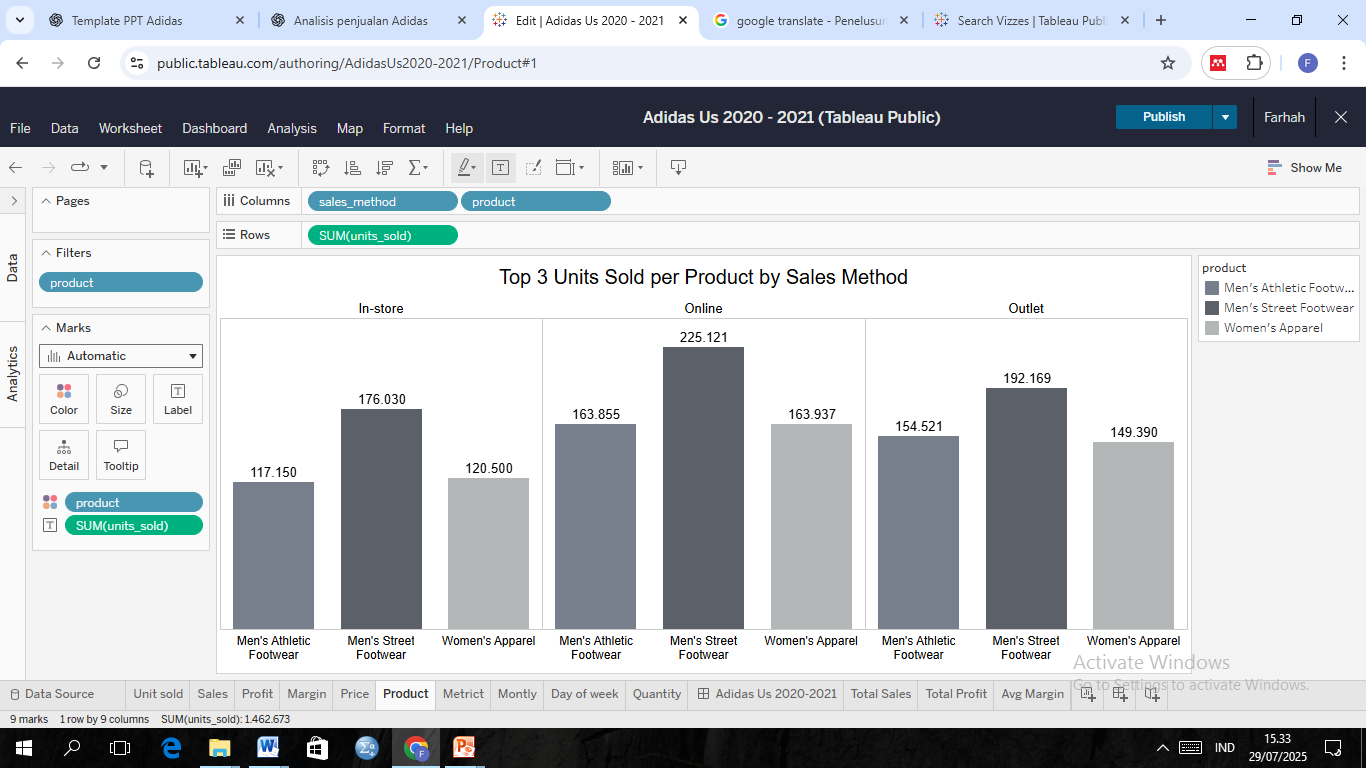 Template PPT Adidas
Analisis penjualan Adidas
Edit | Adidas Us 2020 - 2021
google translate - Penelusur
Search Vizzes | Tableau Publ
public.tableau.com/authoring/AdidasUs2020-2021/Product#1
F
Adidas Us 2020 - 2021 (Tableau Public)
Publish
Farhah
File Data Worksheet Dashboard Analysis Map Format Help
Show Me
Pages
Columns sales_method product
Rows SUM(units_sold)
Filters
product
Data
Analytics
Marks
Automatic
Color Size Label
Detail Tooltip
product
SUM(units_sold)
Top 3 Units Sold per Product by Sales Method
In-store Online Outlet
117.150 176.030 120.500 163.855 225.121 163.937 154.521 192.169 149.390
Men's Athletic Footwear
Men's Street Footwear
Women's Apparel
Men's Athletic Footwear
Men's Street Footwear
Women's Apparel
Men's Athletic Footwear
Men's Street Footwear
Women's Apparel
product
Men's Athletic Footw...
Men's Street Footwear
Women's Apparel
Activate Windows
Go to Settings to activate Windows.
Data Source Unit sold Sales Profit Margin Price Product Metrict Montly Day of week Quantity Adidas Us 2020-2021 Total Sales Total Profit Avg Margin
9 marks 1 row by 9 columns SUM(units_sold): 1.462.673
IND
15.33
29/07/2025